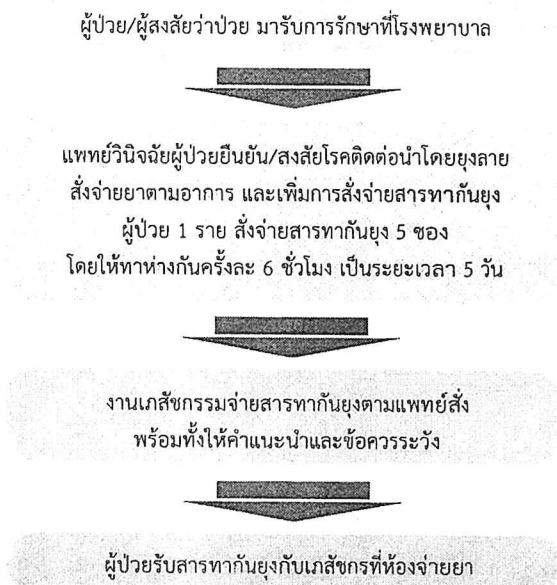 ผู้ป่วย/ผู้สงสัยว่าป่วย มารับการรักษาที่โรงพยาบาล
แพทย์วินิจฉัยผู้ป่วยยืนยัน/สงสัยโรคติดต่อนำโดยยุงลาย
สั่งจ่ายยาตามอาการ และเพิ่มการสั่งจ่ายสารทากันยุง
ผู้ป่วย 1 ราย สั่งจ่ายสารทากันยุง 5 ซอง
โดยให้ทาห่างกันครั้งละ 6 ชั่วโมง เป็นระยะเวลา 5 วัน
งานเภสัชกรรมจ่ายสารทากันยุงตามแพทย์สั่ง
พร้อมทั้งให้คำแนะนำและข้อควรระวัง
ผู้ป่วยรับสารทากันยุงกับเภสัชกรที่ห้องจ่ายยา